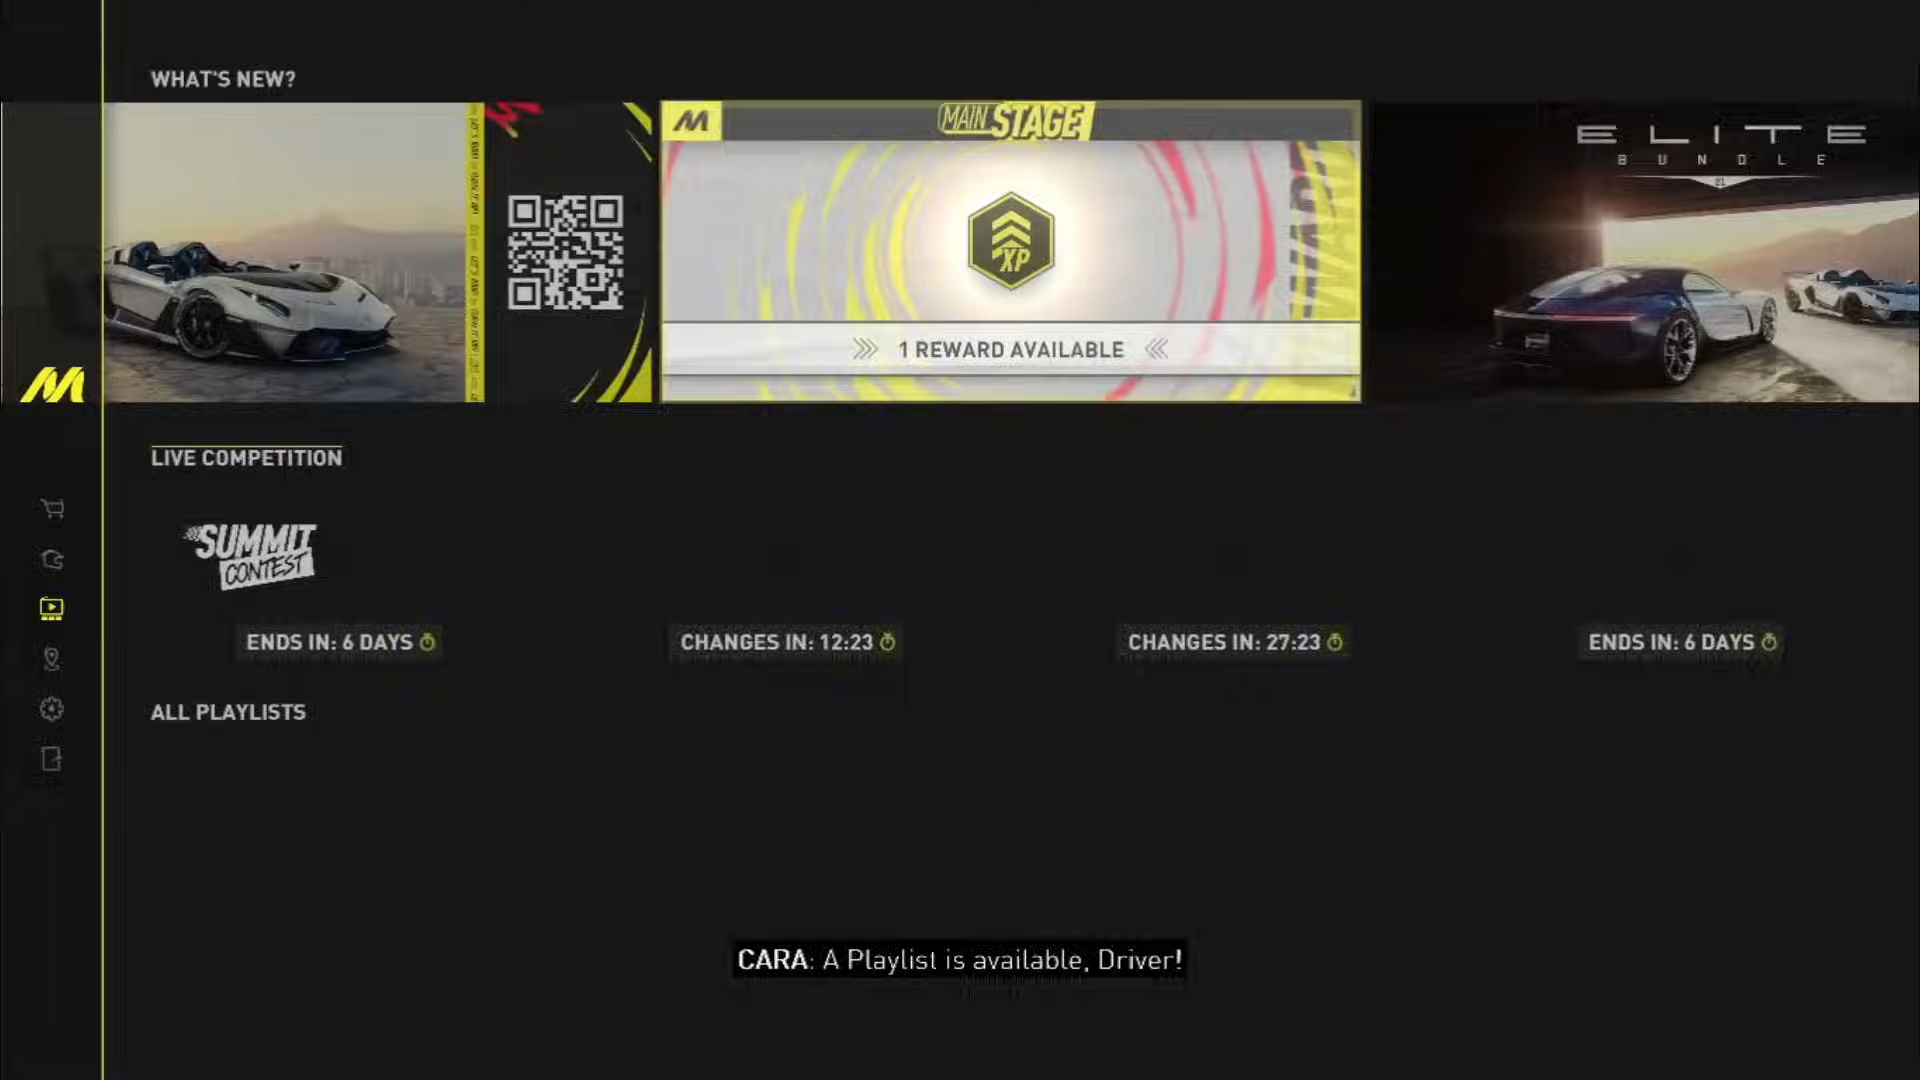 WHAT'S NEW?
MAIN STAGE
XP
1 REWARD AVAILABLE
ELITE
BUNDLE
LIVE COMPETITION
SUMMIT
CONTEST
ENDS IN: 6 DAYS
CHANGES IN: 12:23
CHANGES IN: 27:23
ENDS IN: 6 DAYS
ALL PLAYLISTS
CARA: A Playlist is available, Driver!